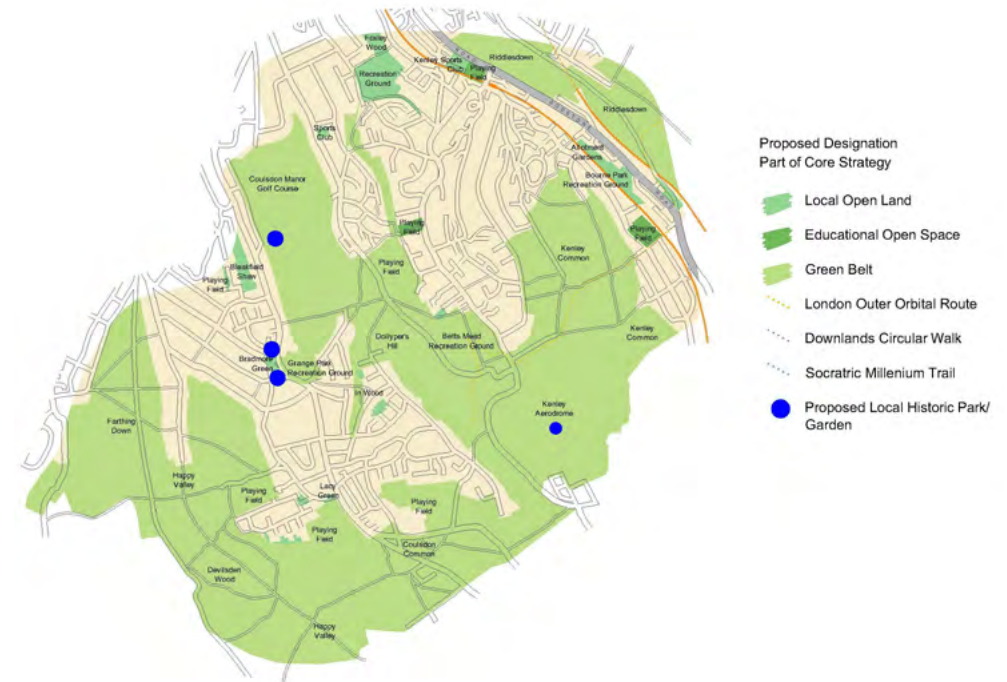 Foxley
Wood
Recreation
Ground
Kenley Sports
Club
Playing
Field
Riddlesdown
Riddlesdown
Sports
Club
Coulsdon Manor
Golf Course
Allotment
Gardens
Bourne Park
Recreation Ground
Playing
Field
Playing
Field
Kenley
Common
Bleakfield
Shaw
Playing
Field
Playing
Field
Kenley
Common
Dollypers
Hill
Betts Mead
Recreation Ground
Bradmore
Green
Grange Park
Recreation Ground
In Wood
Kenley
Aerodrome
Farthing
Down
Happy
Valley
Playing
Field
Lacy
Green
Playing
Field
Playing
Field
Coulsdon
Common
Devilsden
Wood
Happy
Valley
Proposed Designation
Part of Core Strategy
Local Open Land
Educational Open Space
Green Belt
London Outer Orbital Route
Downlands Circular Walk
Socratric Millenium Trail
Proposed Local Historic Park/
Garden